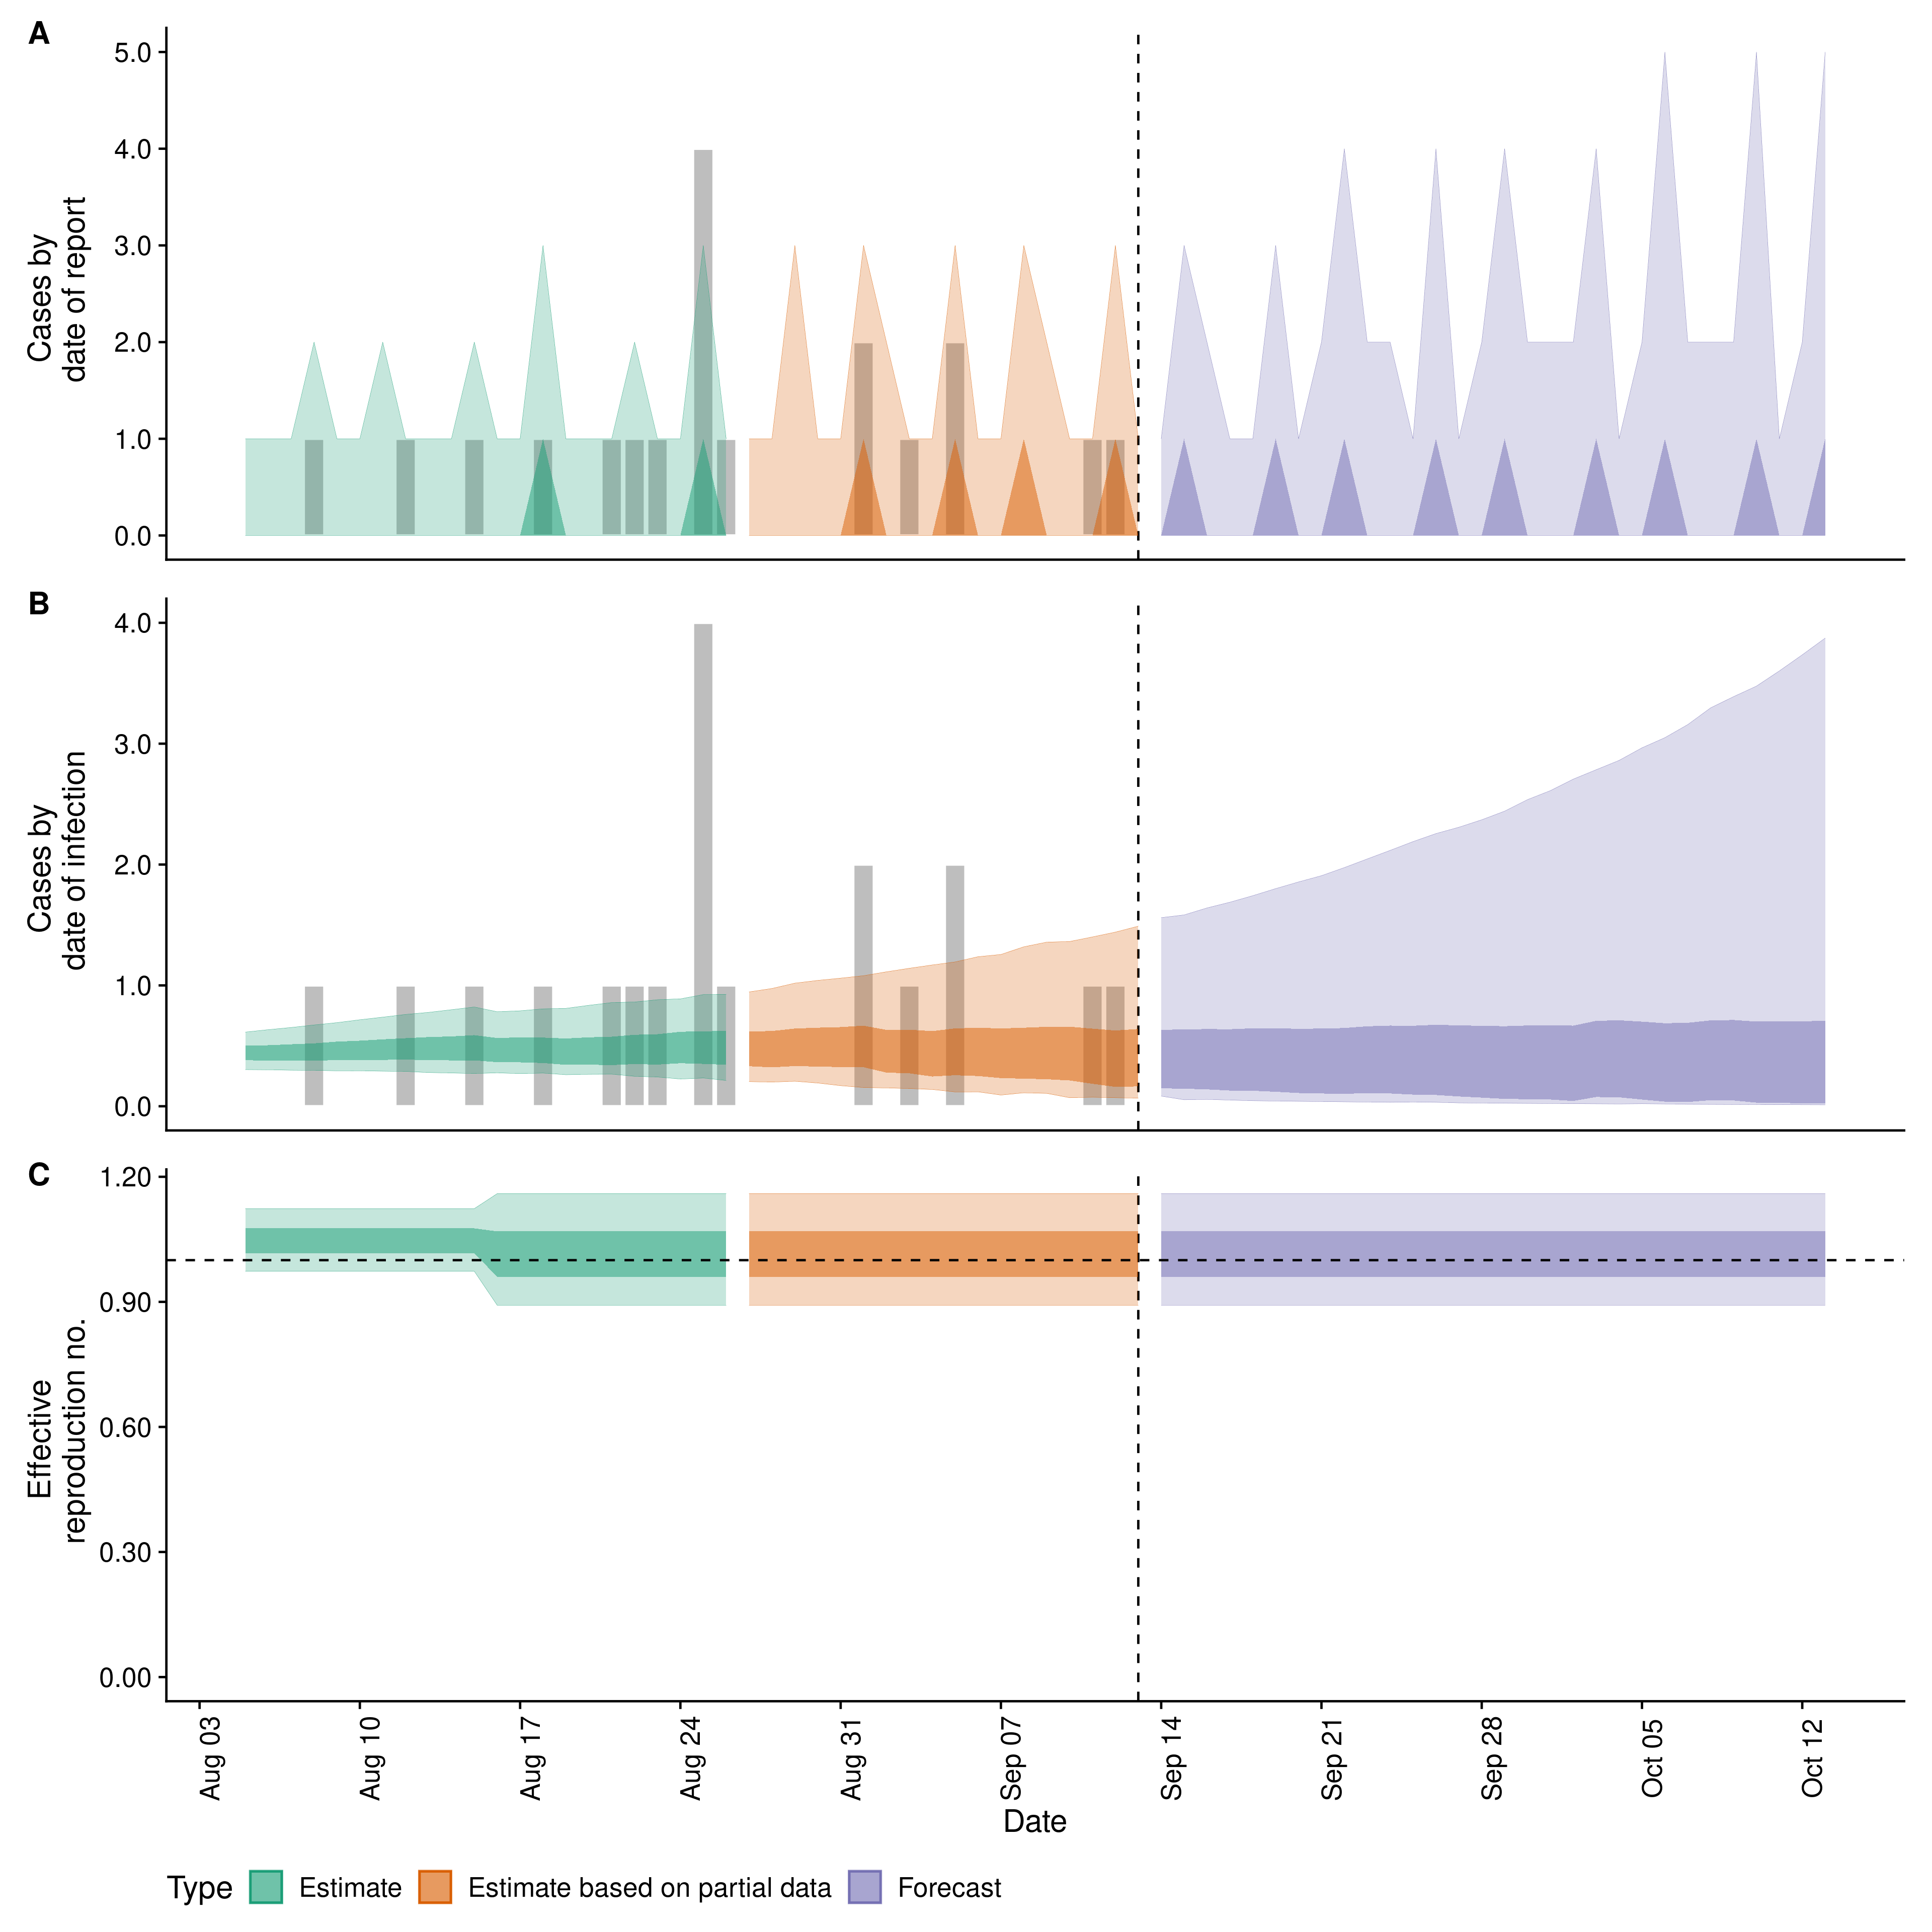 A
5.0
4.0
3.0
2.0
1.0
0.0
Cases by
date of report
B
4.0
3.0
2.0
1.0
0.0
Cases by
date of infection
C
1.20
0.90
0.60
0.30
0.00
Effective
reproduction no.
Aug 03
Aug 10
Aug 17
Aug 24
Aug 31
Sep 07
Sep 14
Sep 21
Sep 28
Oct 05
Oct 12
Date
Type Estimate Estimate based on partial data Forecast